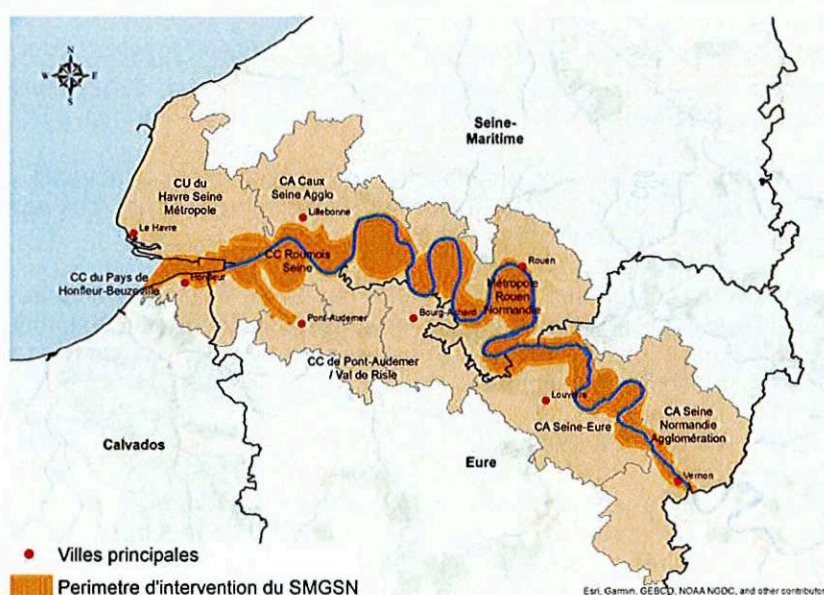 N
W E
S
Seine-
Maritime
CU du
Havre Seine
Métropole
CA Caux
Seine Agglo
Lillebonne
Le Havre
CC Roumois
Seine
Rouen
CC du Pays de
Honfleur-Beuzeville
Honfleur
Métropole
Rouen
Normandie
Pont-Audemer
Bourg-Achard
CC de Pont-Audemer
/ Val de Risle
Louviers
CA Seine
Normandie
Agglomération
CA Seine-Eure
Calvados
Eure
Vernon
Villes principales
Perimetre d'intervention du SMGSN
Esri, Garmin, GEBCO, NOAA NGDC, and other contributor